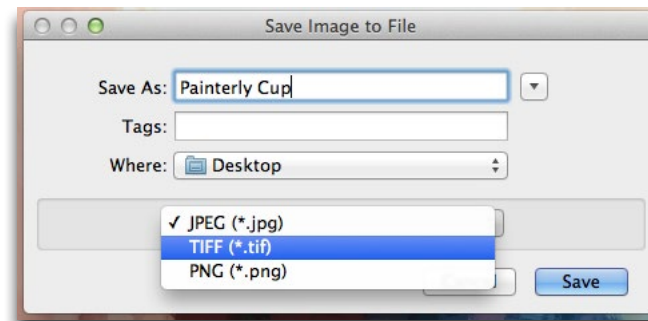 Save Image to File
Save As: Painterly Cup
Tags:
Where: Desktop
✓ JPEG (*.jpg)
TIFF (*.tif)
PNG (*.png)
Save